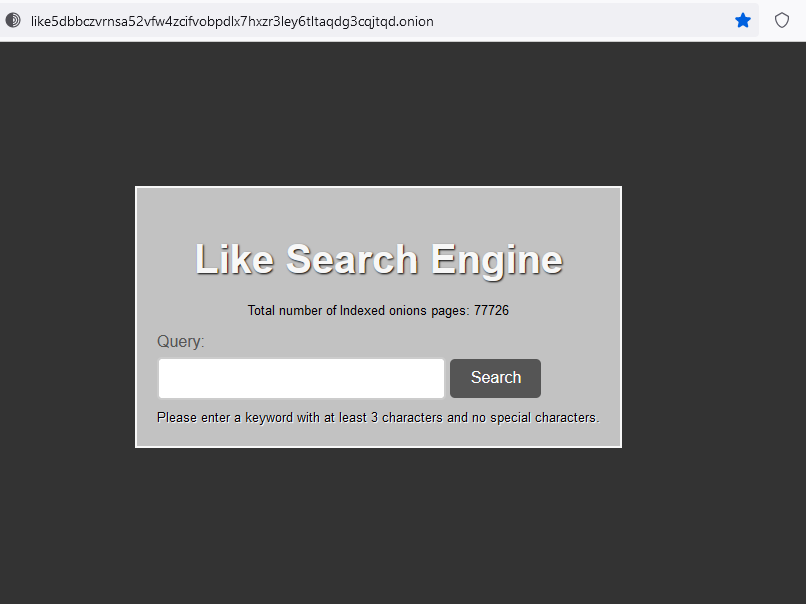 like5dbbczvrnsa52vfw4zcifvobpdlx7hxzr3ley6tltaqdg3cqjtqd.onion
Like Search Engine
Total number of Indexed onions pages: 77726
Query:
Search
Please enter a keyword with at least 3 characters and no special characters.